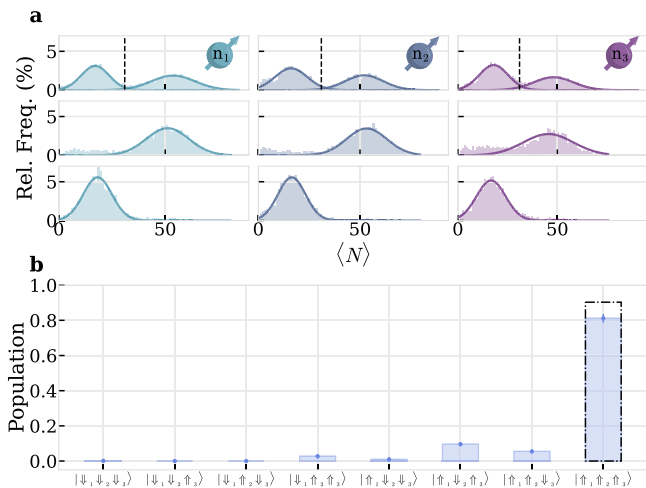 a
Rel. Freq. (%)
5
0
n₁
n₂
n₃
5
0
5
0
0 50 0 50 0 50
⟨N⟩
b
Population
1.0
0.8
0.6
0.4
0.2
0.0
|⇓₁⇓₂⇓₃⟩ |⇓₁⇓₂⇑₃⟩ |⇓₁⇑₂⇓₃⟩ |⇓₁⇑₂⇑₃⟩ |⇑₁⇓₂⇓₃⟩ |⇑₁⇓₂⇑₃⟩ |⇑₁⇑₂⇓₃⟩ |⇑₁⇑₂⇑₃⟩